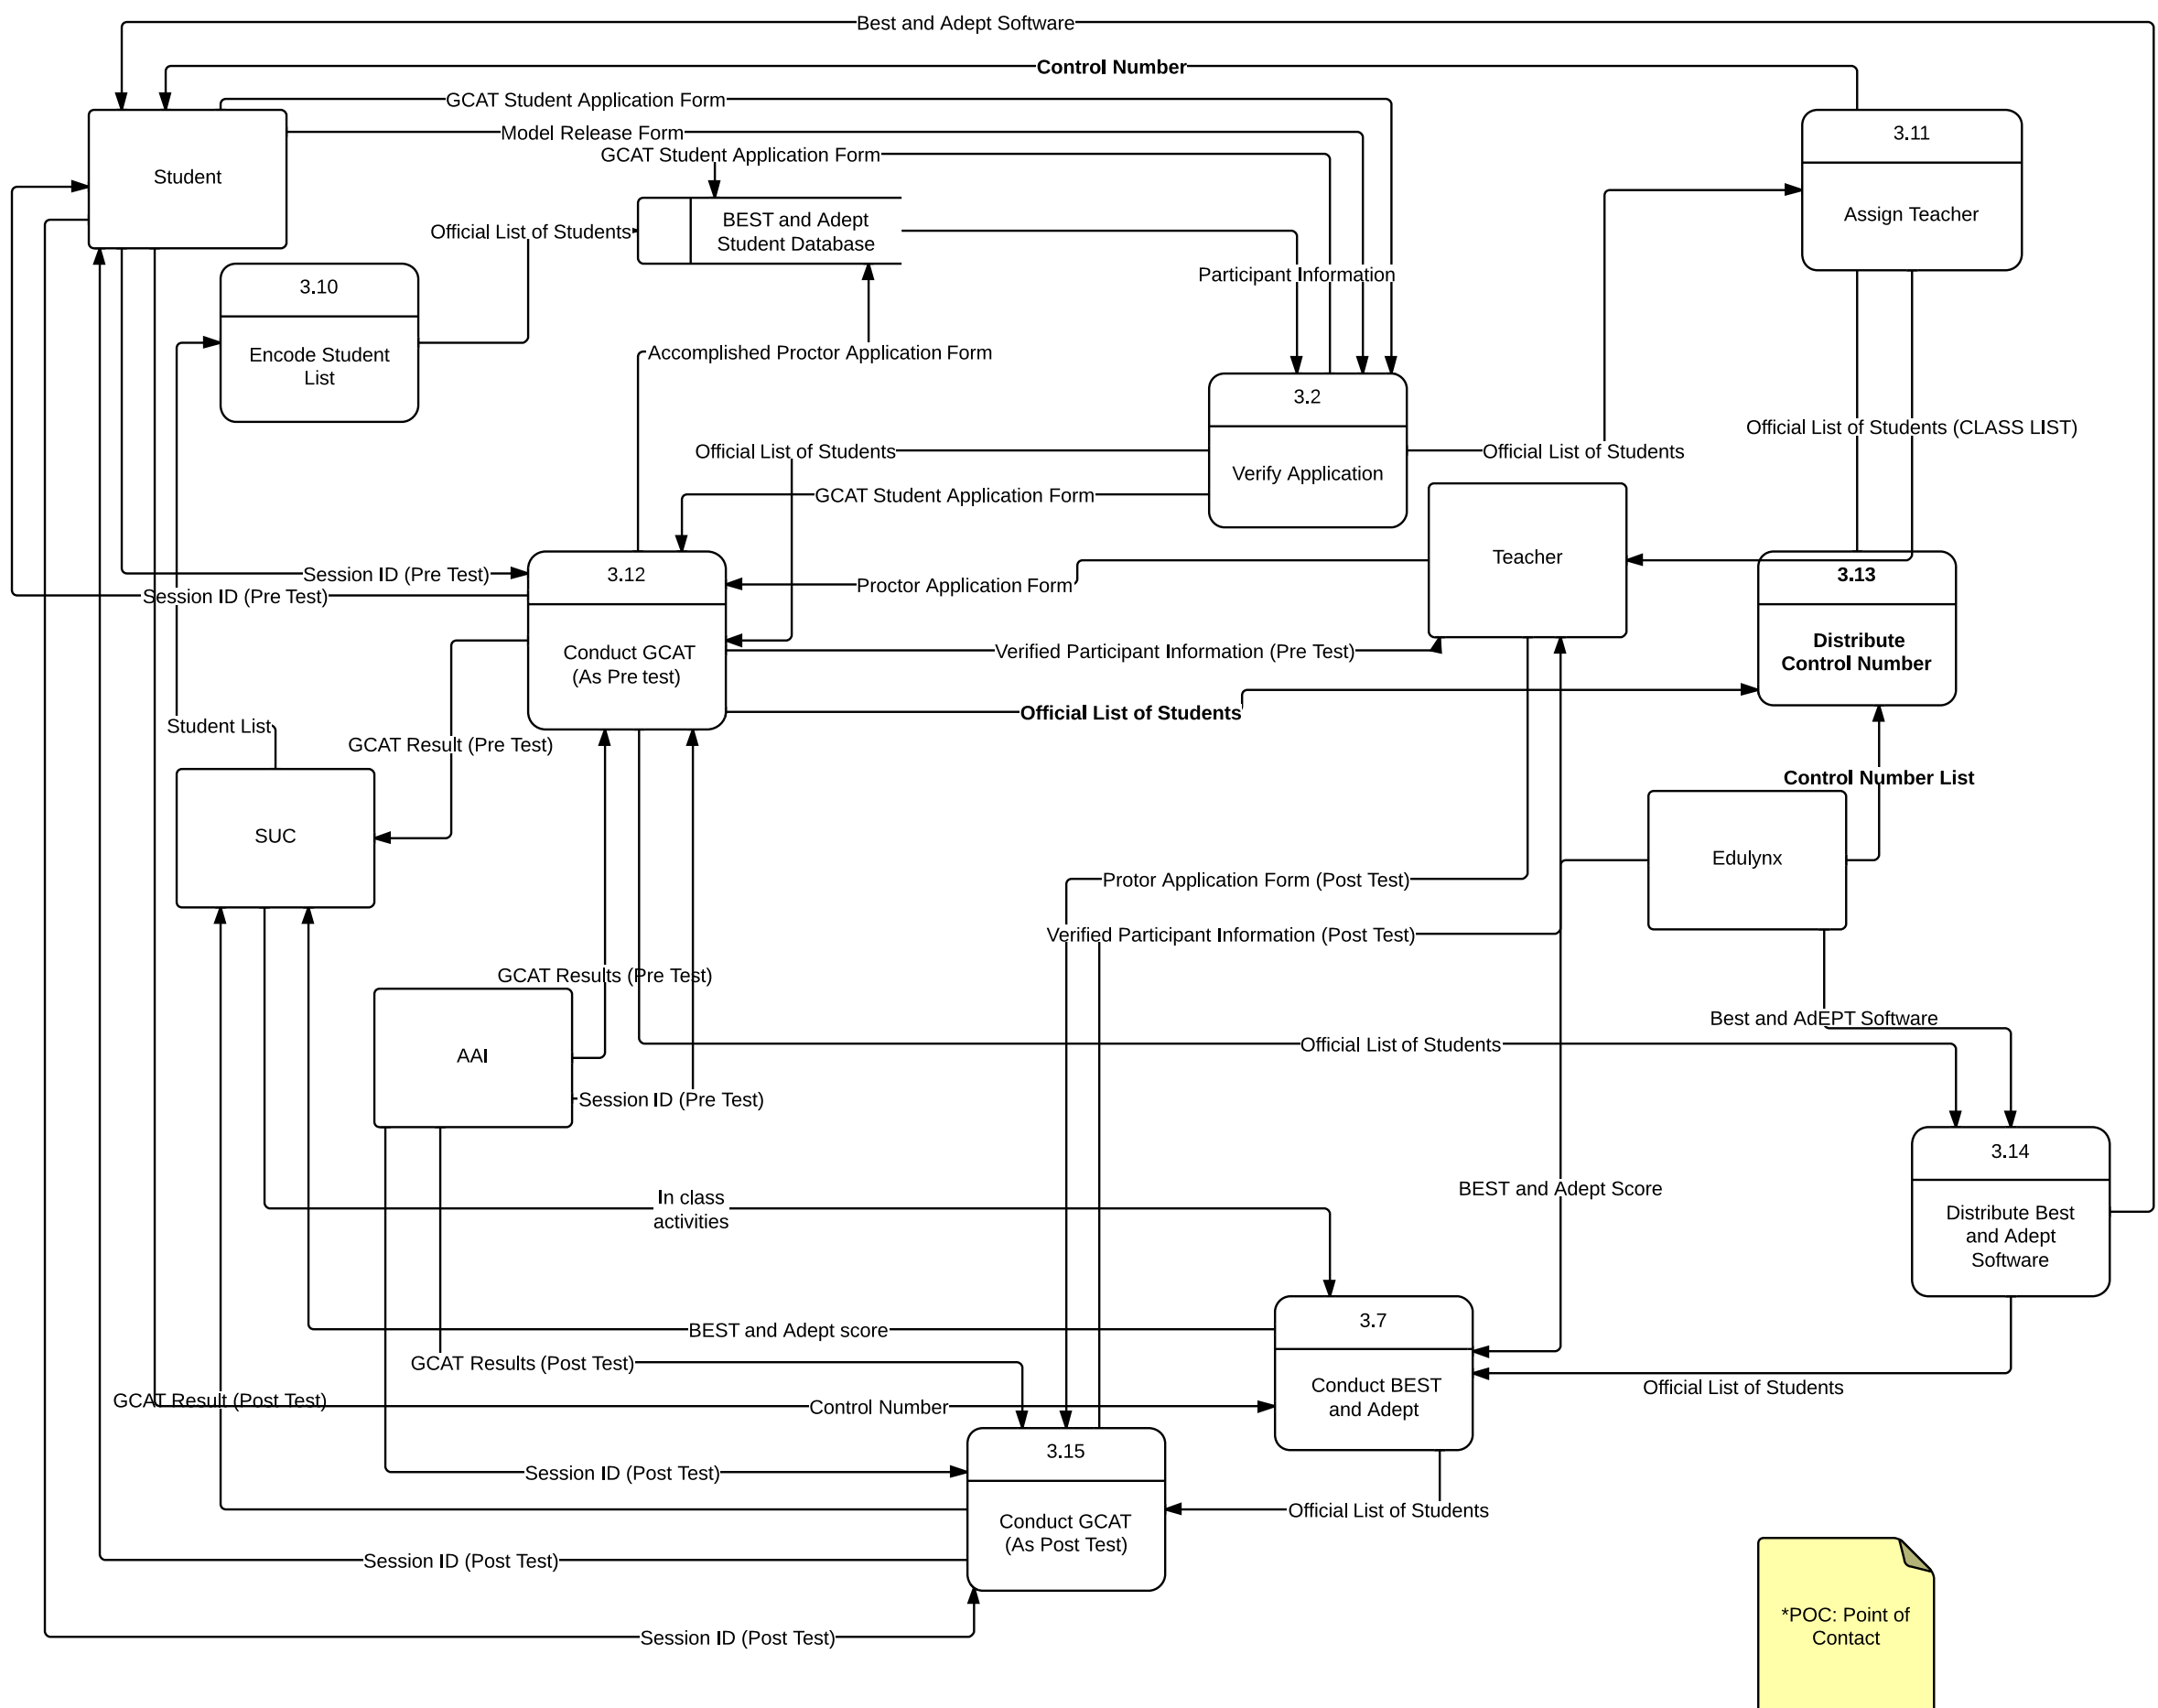 Best and Adept Software
Control Number
GCAT Student Application Form
Model Release Form
GCAT Student Application Form
3.11
Student
Assign Teacher
BEST and Adept
Student Database
Official List of Students
Participant Information
3.10
Encode Student
List
Accomplished Proctor Application Form
3.2
Verify Application
Official List of Students
Official List of Students
Official List of Students (CLASS LIST)
GCAT Student Application Form
Teacher
Session ID (Pre Test)
3.12
Proctor Application Form
3.13
Session ID (Pre Test)
Conduct GCAT
(As Pre test)
Verified Participant Information (Pre Test)
Distribute
Control Number
Official List of Students
Student List
GCAT Result (Pre Test)
Control Number List
SUC
Edulynx
Protor Application Form (Post Test)
Verified Participant Information (Post Test)
GCAT Results (Pre Test)
Best and AdEPT Software
Official List of Students
AAI
Session ID (Pre Test)
3.14
In class
activities
BEST and Adept Score
Distribute Best
and Adept
Software
3.7
BEST and Adept score
GCAT Results (Post Test)
Conduct BEST
and Adept
Official List of Students
GCAT Result (Post Test)
Control Number
3.15
Session ID (Post Test)
Official List of Students
Conduct GCAT
(As Post Test)
Session ID (Post Test)
Session ID (Post Test)
*POC: Point of
Contact